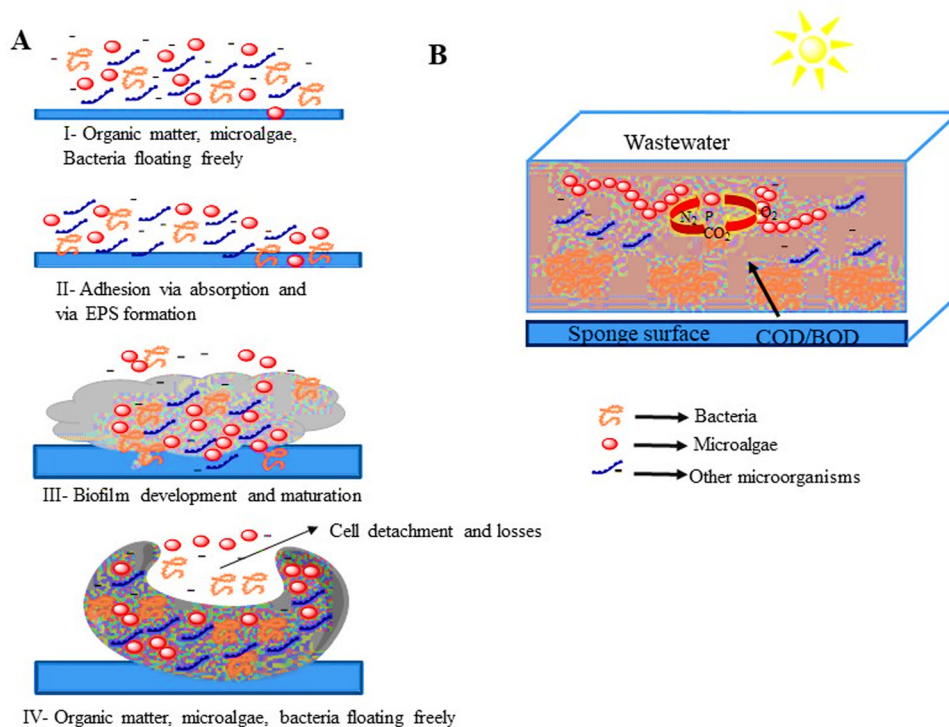 A
I- Organic matter, microalgae,
Bacteria floating freely
II- Adhesion via absorption and
via EPS formation
III- Biofilm development and maturation
Cell detachment and losses
IV- Organic matter, microalgae, bacteria floating freely
B
Wastewater
N2 P O2
CO2
Sponge surface COD/BOD
Bacteria
Microalgae
Other microorganisms